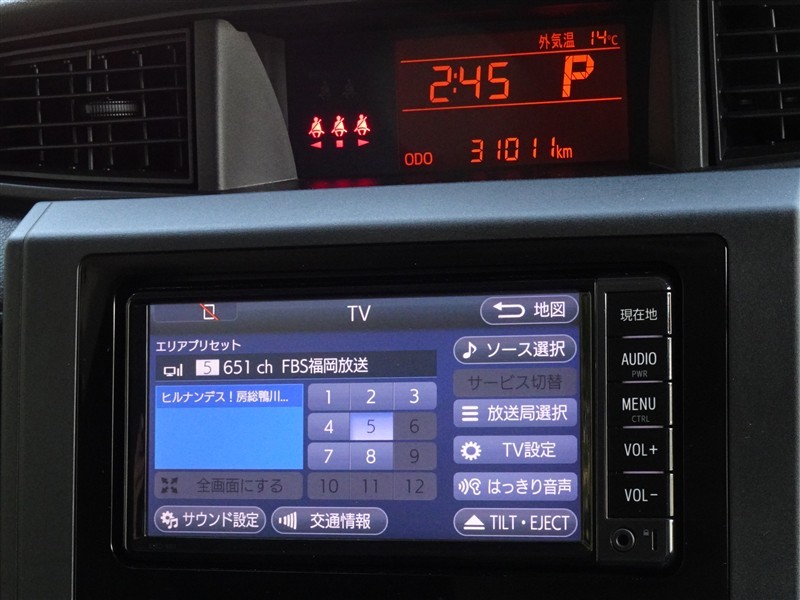 外気温 14℃
2:45 P
ODO 31011km
TV
地図
エリアプリセット
5 651 ch FBS福岡放送
ヒルナンデス！房総鴨川...
1 2 3
4 5 6
7 8 9
10 11 12
全画面にする
サウンド設定
交通情報
ソース選択
サービス切替
放送局選択
TV設定
はっきり音声
TILT・EJECT
現在地
AUDIO
PWR
MENU
CTRL
VOL+
VOL-